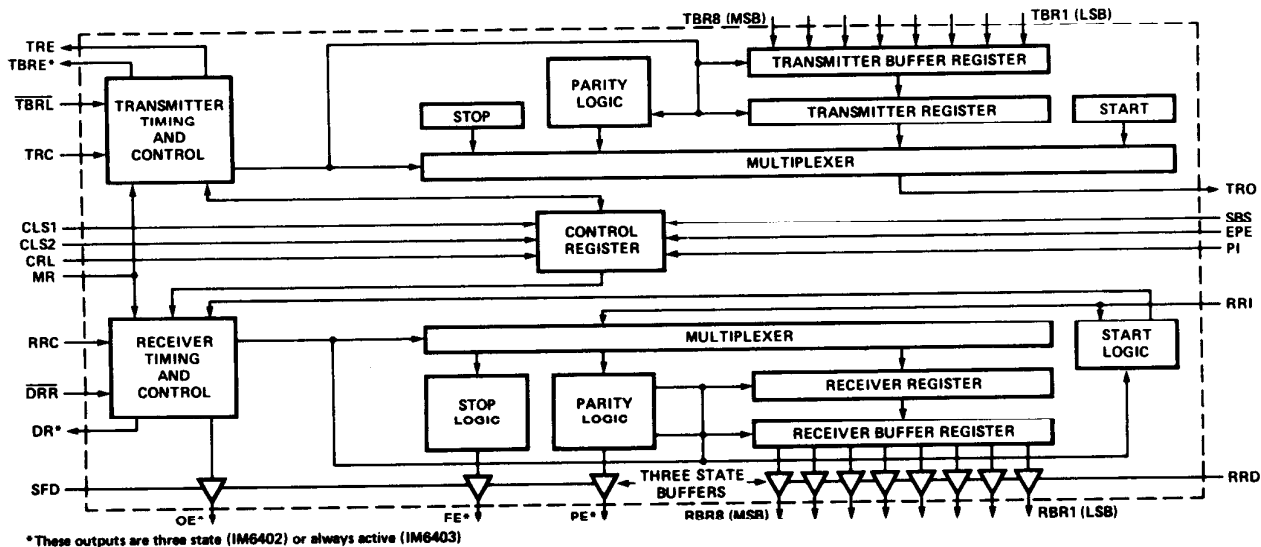 TBR8 (MSB) TBR1 (LSB)
TRE
TBRE*
TBRL
TRC
TRANSMITTER
TIMING
AND
CONTROL
STOP
PARITY
LOGIC
TRANSMITTER BUFFER REGISTER
TRANSMITTER REGISTER
START
MULTIPLEXER
TRO
CLS1
CLS2
CRL
MR
CONTROL
REGISTER
SBS
EPE
PI
RRI
RRC
DRR
DR*
SFD
RECEIVER
TIMING
AND
CONTROL
MULTIPLEXER
START
LOGIC
STOP
LOGIC
PARITY
LOGIC
RECEIVER REGISTER
RECEIVER BUFFER REGISTER
THREE STATE
BUFFERS
RRD
OE* FE* PE* RBR8 (MSB) RBR1 (LSB)
*These outputs are three state (IM6402) or always active (IM6403)